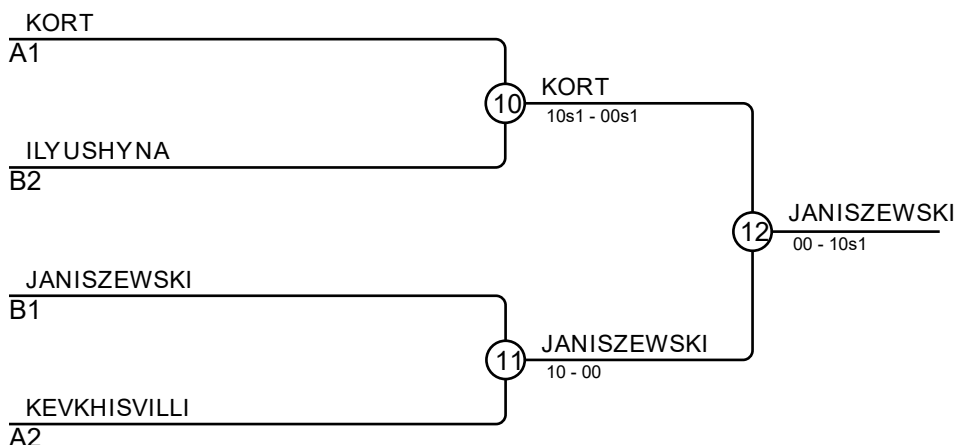 KORT
A1
10
KORT
10s1 - 00s1
ILYUSHYNA
B2
12
JANISZEWSKI
00 - 10s1
JANISZEWSKI
B1
11
JANISZEWSKI
10 - 00
KEVKHISVILLI
A2